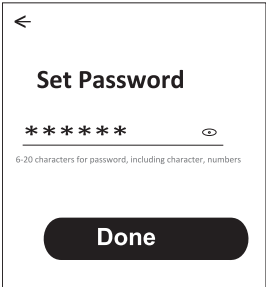 Set Password
******
6-20 characters for password, including character, numbers
Done